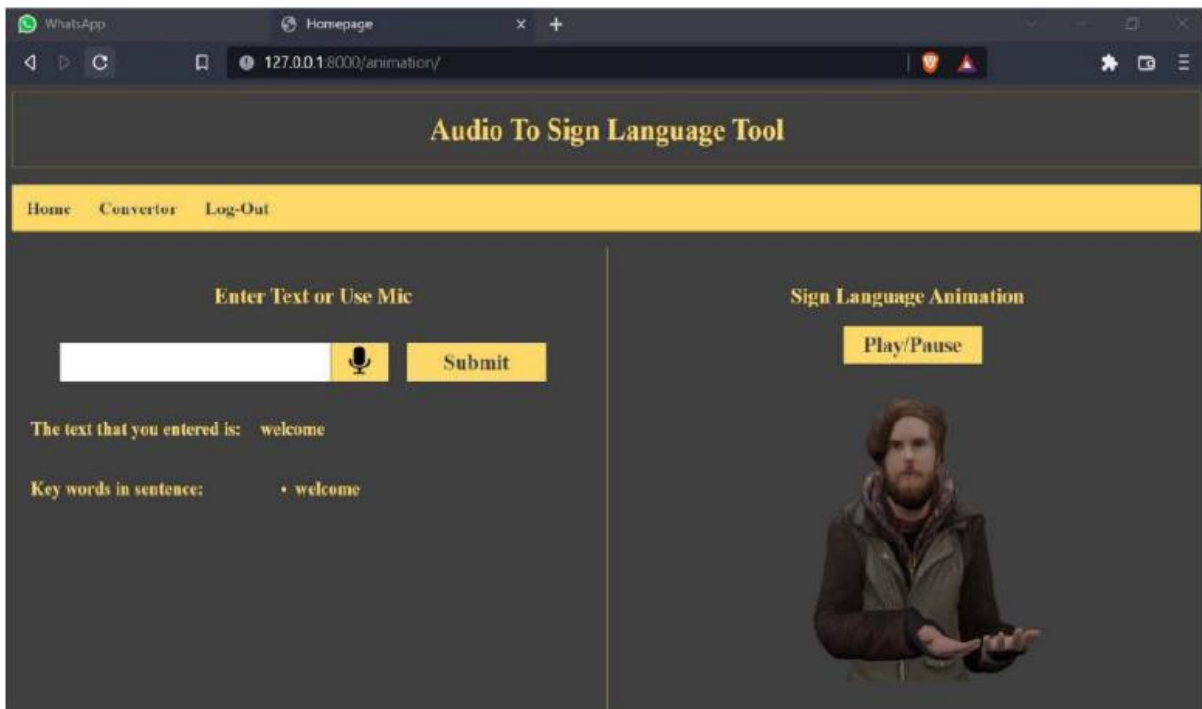 WhatsApp
Homepage
127.0.0.1:8000/animation/
Audio To Sign Language Tool
Home Convertor Log-Out
Enter Text or Use Mic
Submit
The text that you entered is: welcome
Key words in sentence: • welcome
Sign Language Animation
Play/Pause